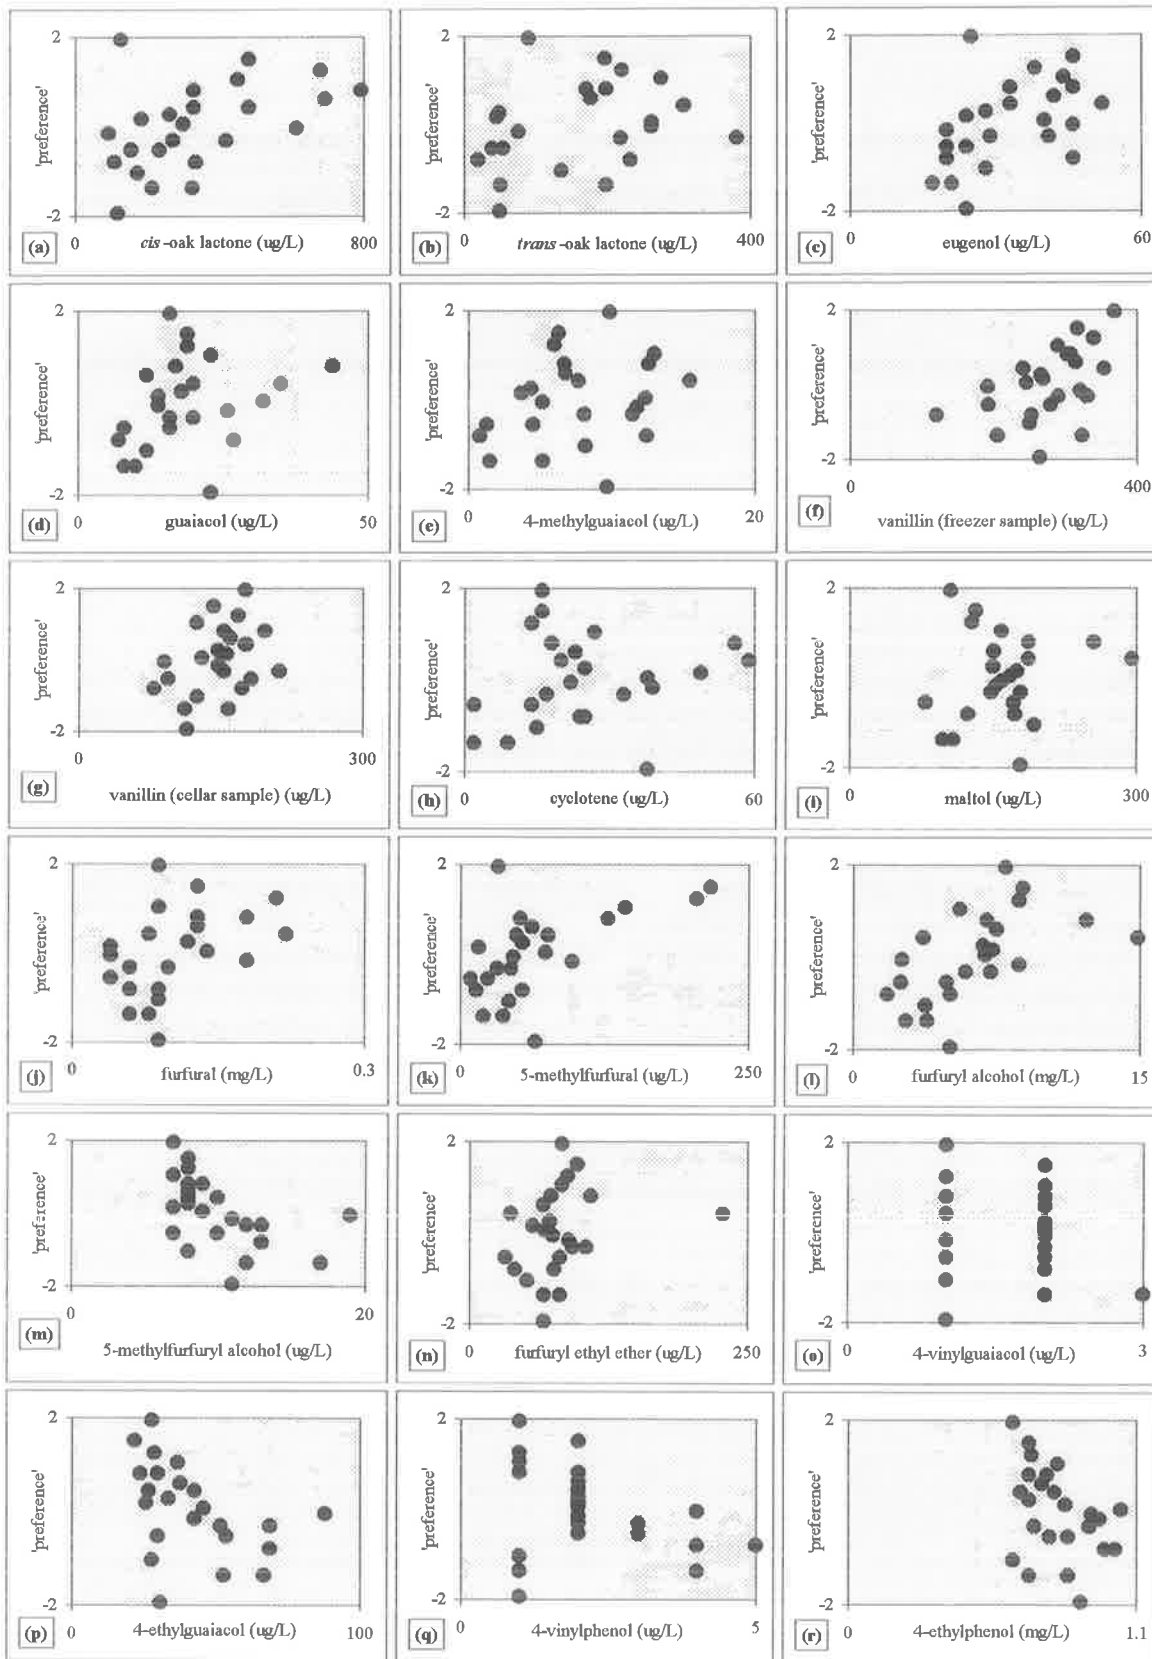 2
'preference'
-2
(a)
0
cis-oak lactone (ug/L)
800
2
'preference'
-2
(b)
0
trans-oak lactone (ug/L)
400
2
'preference'
-2
(c)
0
eugenol (ug/L)
60
2
'preference'
-2
(d)
0
guaiacol (ug/L)
50
2
'preference'
-2
(e)
0
4-methylguaiacol (ug/L)
20
2
'preference'
-2
(f)
0
vanillin (freezer sample) (ug/L)
400
2
'preference'
-2
(g)
0
vanillin (cellar sample) (ug/L)
300
2
'preference'
-2
(h)
0
cyclotene (ug/L)
60
2
'preference'
-2
(i)
0
maltol (ug/L)
300
2
'preference'
-2
(j)
0
furfural (mg/L)
0.3
2
'preference'
-2
(k)
0
5-methylfurfural (ug/L)
250
2
'preference'
-2
(l)
0
furfuryl alcohol (mg/L)
15
2
'preference'
-2
(m)
0
5-methylfurfuryl alcohol (ug/L)
20
2
'preference'
-2
(n)
0
furfuryl ethyl ether (ug/L)
250
2
'preference'
-2
(o)
0
4-vinylguaiacol (ug/L)
3
2
'preference'
-2
(p)
0
4-ethylguaiacol (ug/L)
100
2
'preference'
-2
(q)
0
4-vinylphenol (ug/L)
5
2
'preference'
-2
(r)
0
4-ethylphenol (mg/L)
1.1